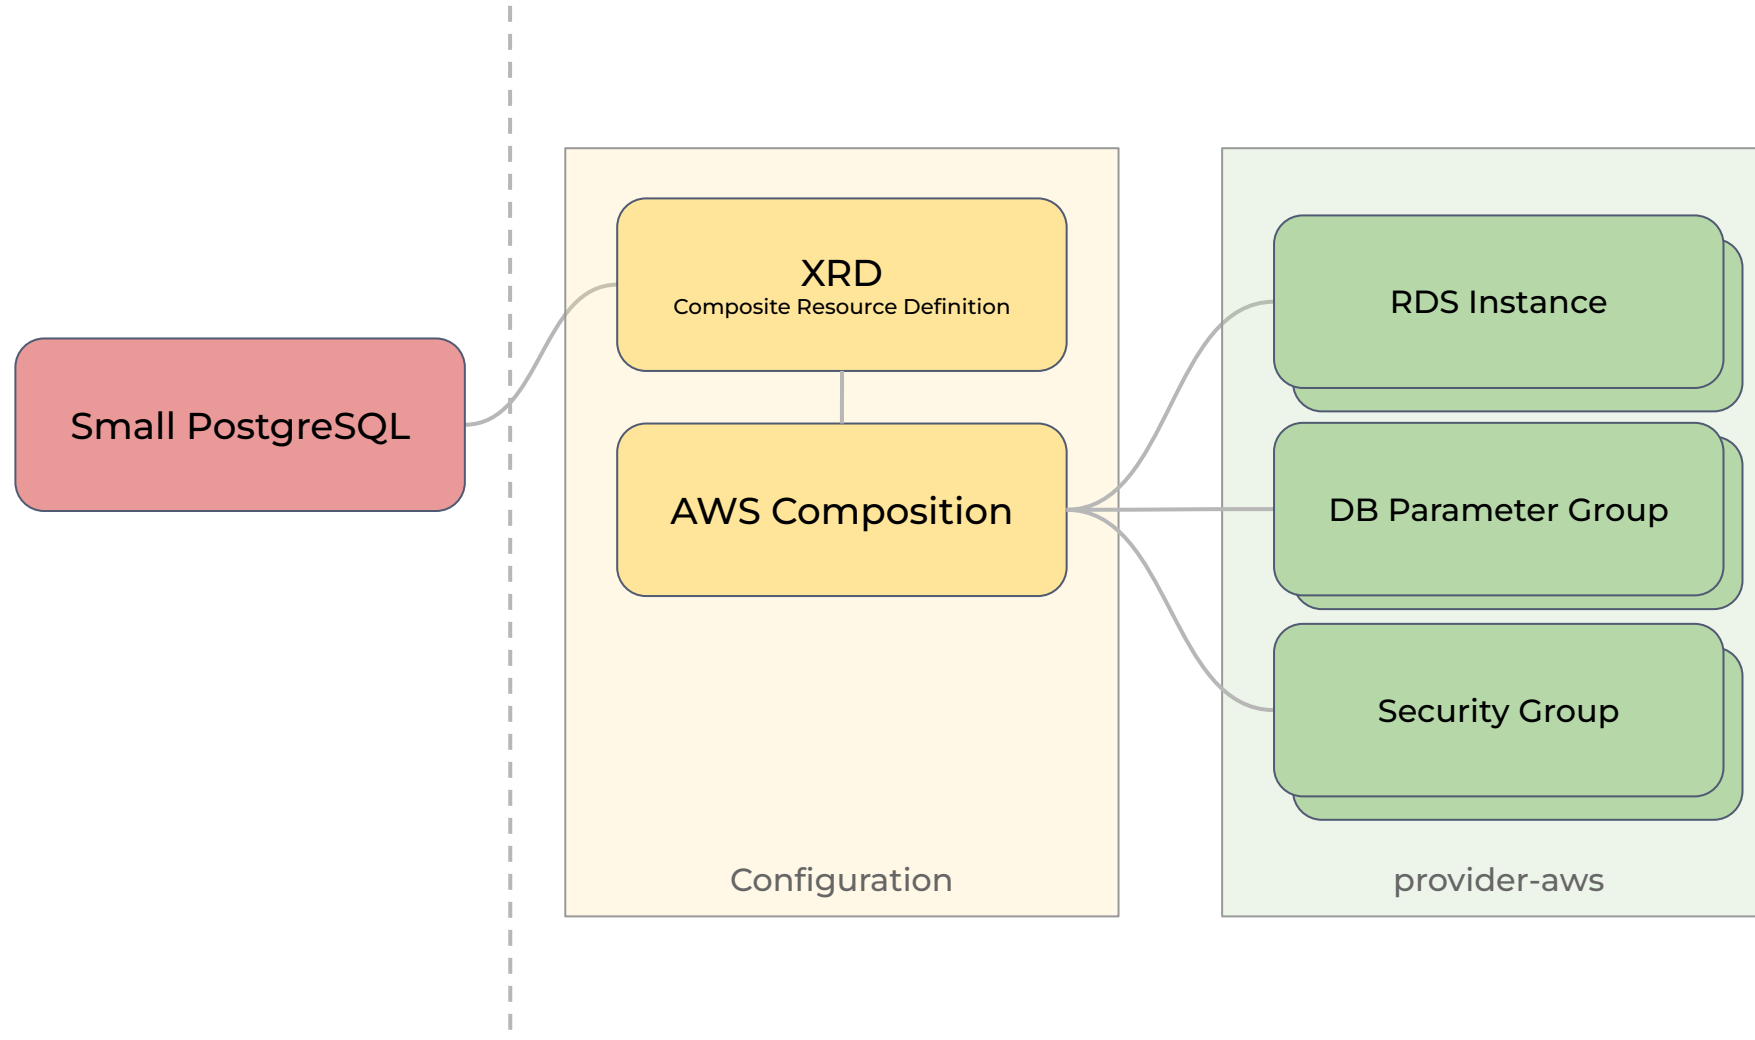 Small PostgreSQL
XRD
Composite Resource Definition
AWS Composition
Configuration
RDS Instance
DB Parameter Group
Security Group
provider-aws